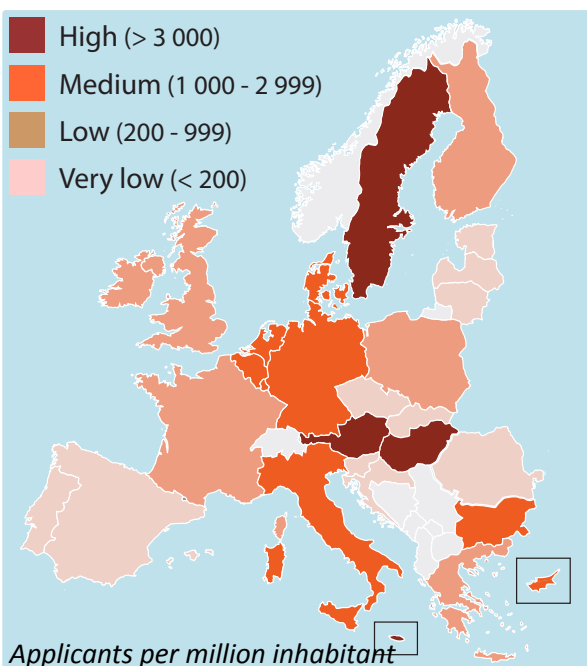 High (> 3 000)
Medium (1 000 - 2 999)
Low (200 - 999)
Very low (< 200)
Applicants per million inhabitant